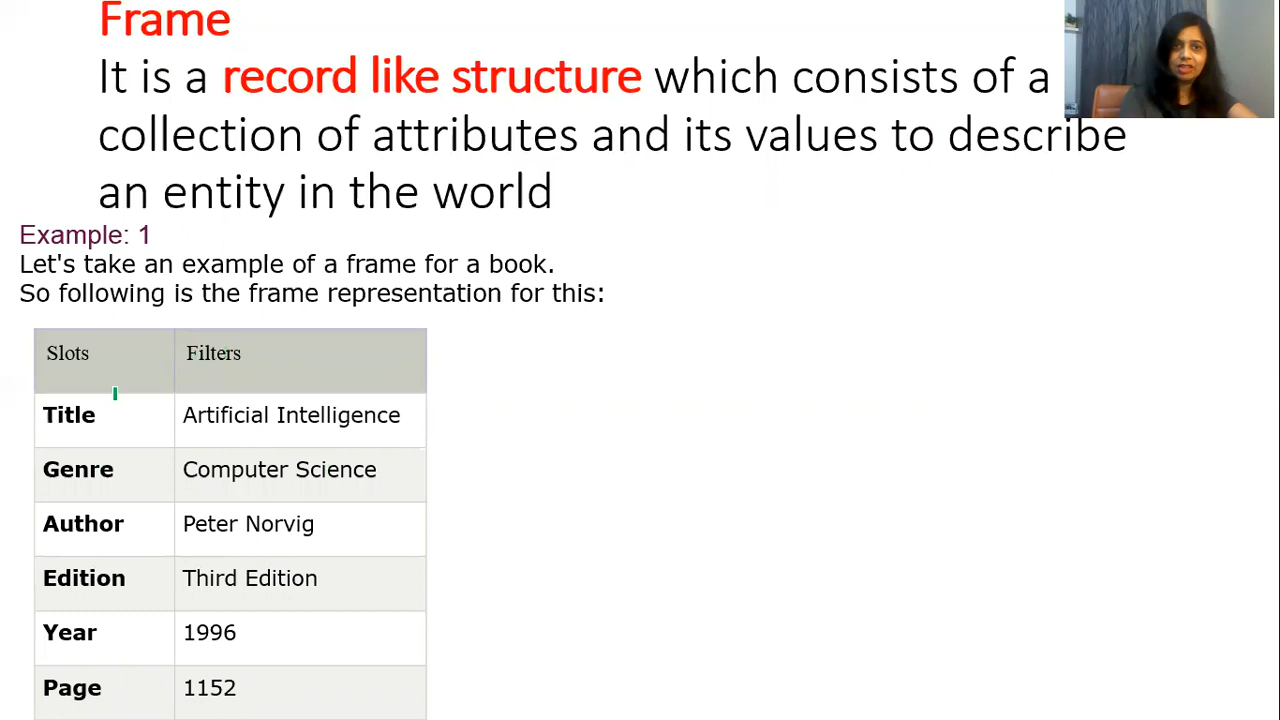 Frame
It is a record like structure which consists of a
collection of attributes and its values to describe
an entity in the world
Example: 1
Let's take an example of a frame for a book.
So following is the frame representation for this:
Slots Filters
Title Artificial Intelligence
Genre Computer Science
Author Peter Norvig
Edition Third Edition
Year 1996
Page 1152